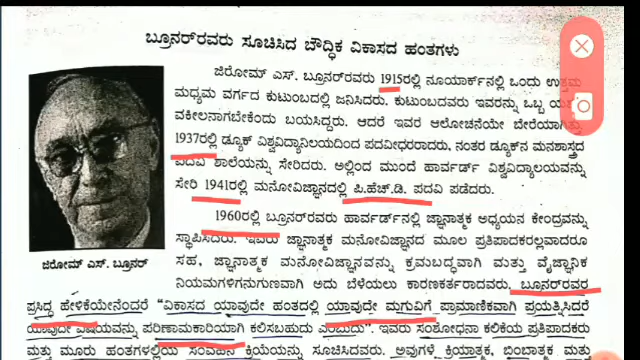 ಬ್ರೂನರ್‌ರವರು ಸೂಚಿಸಿದ ಬೌದ್ಧಿಕ ವಿಕಾಸದ ಹಂತಗಳು
ಜಿರೋಮ್ ಎಸ್. ಬ್ರೂನರ್‌ರವರು 1915ರಲ್ಲಿ ನೂಯಾರ್ಕ್‌ನಲ್ಲಿ ಒಂದು ಉತ್ತಮ
ಮಧ್ಯಮ ವರ್ಗದ ಕುಟುಂಬದಲ್ಲಿ ಜನಿಸಿದರು. ಕುಟುಂಬದವರು ಇವರನ್ನು ಒಬ್ಬ
ವಕೀಲನಾಗಬೇಕೆಂದು ಬಯಸಿದ್ದರು. ಆದರೆ ಇವರ ಆಲೋಚನೆಯೇ ಬೇರೆಯಾಗಿತ್ತು.
1937ರಲ್ಲಿ ಡ್ಯೂಕ್ ವಿಶ್ವವಿದ್ಯಾನಿಲಯದಿಂದ ಪದವೀಧರರಾದರು. ನಂತರ ಡ್ಯೂಕ್‌ನ ಮನಶಾಸ್ತ್ರದ
ಪದವಿ ಶಾಲೆಯನ್ನು ಸೇರಿದರು. ಅಲ್ಲಿಂದ ಮುಂದೆ ಹಾರ್ವರ್ಡ್ ವಿಶ್ವವಿದ್ಯಾಲಯವನ್ನು
ಸೇರಿ 1941ರಲ್ಲಿ ಮನೋವಿಜ್ಞಾನದಲ್ಲಿ ಪಿ.ಹೆಚ್.ಡಿ. ಪದವಿ ಪಡೆದರು.
1960ರಲ್ಲಿ ಬ್ರೂನರ್‌ರವರು ಹಾರ್ವರ್ಡ್‌ನಲ್ಲಿ ಜ್ಞಾನಾತ್ಮಕ ಅಧ್ಯಯನ ಕೇಂದ್ರವನ್ನು
ಸ್ಥಾಪಿಸಿದರು. ಇವರು ಜ್ಞಾನಾತ್ಮಕ ಮನೋವಿಜ್ಞಾನದ ಮೂಲ ಪ್ರತಿಪಾದಕರಲ್ಲವಾದರೂ
ಸಹ, ಜ್ಞಾನಾತ್ಮಕ ಮನೋವಿಜ್ಞಾನವನ್ನು ಕ್ರಮಬದ್ಧವಾಗಿ ಮತ್ತು ವೈಜ್ಞಾನಿಕ
ನಿಯಮಗಳಿಗನುಗುಣವಾಗಿ ಅದು ಬೆಳೆಯಲು ಕಾರಣಕರ್ತರಾದವರು. ಬ್ರೂನರ್‌ರವರ
ಜಿರೋಮ್ ಎಸ್. ಬ್ರೂನರ್
ಪ್ರಸಿದ್ಧ ಹೇಳಿಕೆಯೇನೆಂದರೆ "ವಿಕಾಸದ ಯಾವುದೇ ಹಂತದಲ್ಲಿ ಯಾವುದೇ ಮಗುವಿಗೆ ಪ್ರಾಮಾಣಿಕವಾಗಿ ಪ್ರಯತ್ನಿಸಿದರೆ
ಯಾವುದೇ ವಿಷಯವನ್ನು ಪರಿಣಾಮಕಾರಿಯಾಗಿ ಕಲಿಸಬಹುದು ಎಂಬುದು". ಇವರು ಸಂಶೋಧನಾ ಕಲಿಕೆಯ ಪ್ರತಿಪಾದಕರು
ಮತ್ತು ಮೂರು ಹಂತಗಳಲ್ಲಿಯ ಸಂವಹನ ಕ್ರಿಯೆಯನ್ನು ಸೂಚಿಸಿದವರು. ಅವುಗಳೆ ಕ್ರಿಯಾತ್ಮಕ, ಬಿಂಬಾತ್ಮಕ ಮತ್ತು